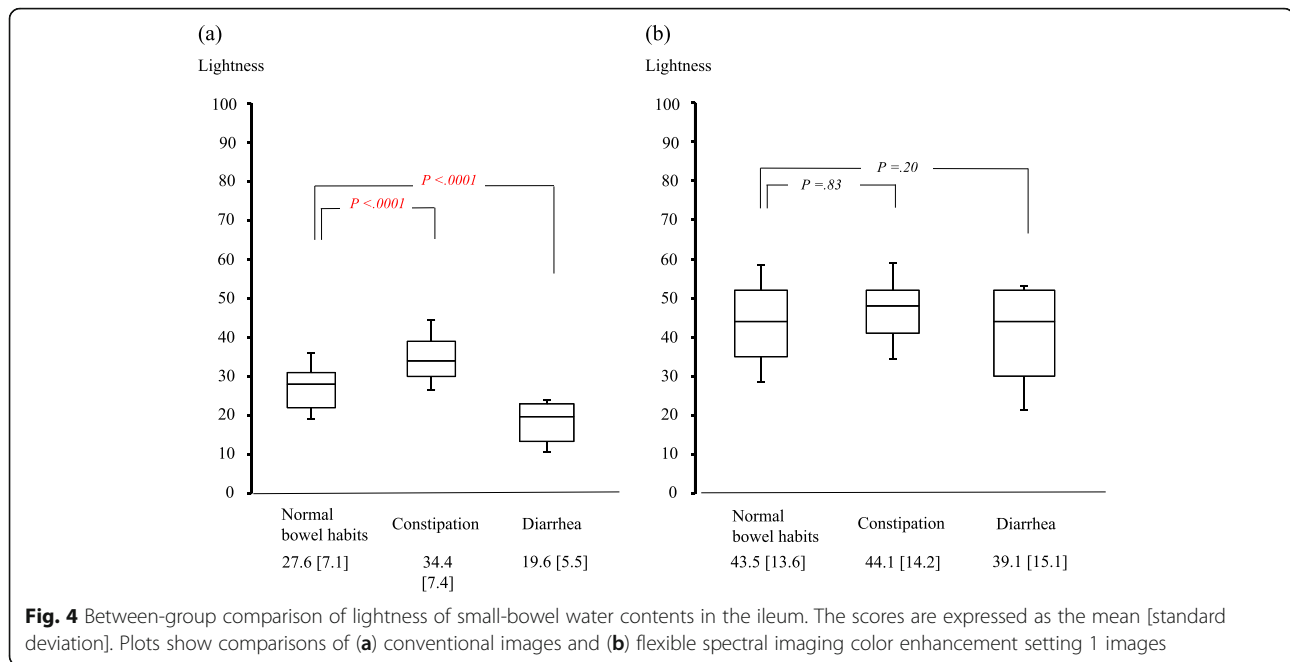 (a)
Lightness
100
90
80
70
60
50
40
30
20
10
0
P <.0001
P <.0001
Normal
bowel habits
27.6 [7.1]
Constipation
34.4
[7.4]
Diarrhea
19.6 [5.5]
(b)
Lightness
100
90
80
70
60
50
40
30
20
10
0
P =.20
P =.83
Normal
bowel habits
43.5 [13.6]
Constipation
44.1 [14.2]
Diarrhea
39.1 [15.1]
Fig. 4 Between-group comparison of lightness of small-bowel water contents in the ileum. The scores are expressed as the mean [standard
deviation]. Plots show comparisons of (a) conventional images and (b) flexible spectral imaging color enhancement setting 1 images